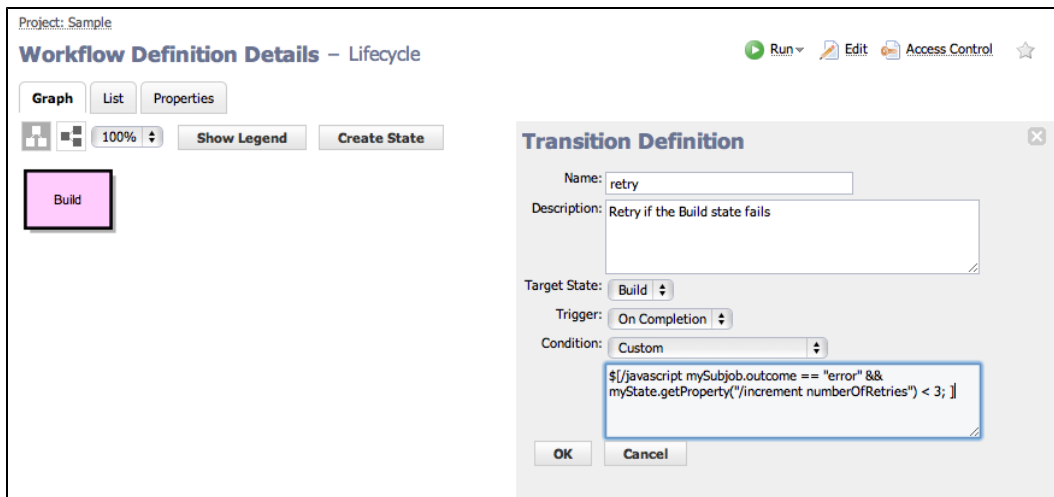 Project: Sample
Workflow Definition Details – Lifecycle
Run
Edit
Access Control
Graph
List
Properties
100%
Show Legend
Create State
Build
Transition Definition
Name: retry
Description: Retry if the Build state fails
Target State: Build
Trigger: On Completion
Condition: Custom
$[/javascript mySubjob.outcome == "error" &&
myState.getProperty("/increment numberOfRetries") < 3; ]
OK
Cancel